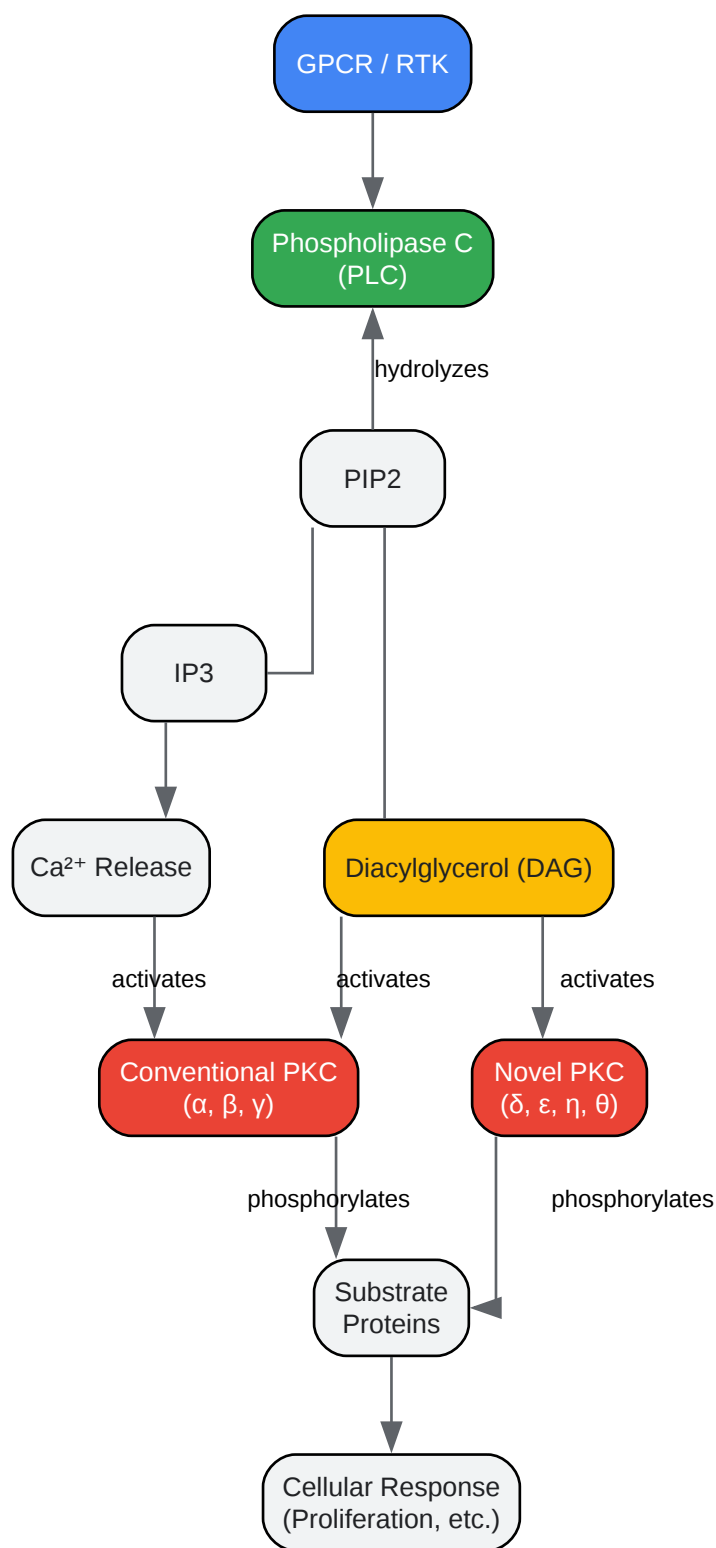 GPCR / RTK
Phospholipase C
(PLC)
hydrolyzes
PIP2
IP3
Ca²⁺ Release
Diacylglycerol (DAG)
activates
activates
activates
Conventional PKC
(α, β, γ)
Novel PKC
(δ, ε, η, θ)
phosphorylates
phosphorylates
Substrate
Proteins
Cellular Response
(Proliferation, etc.)